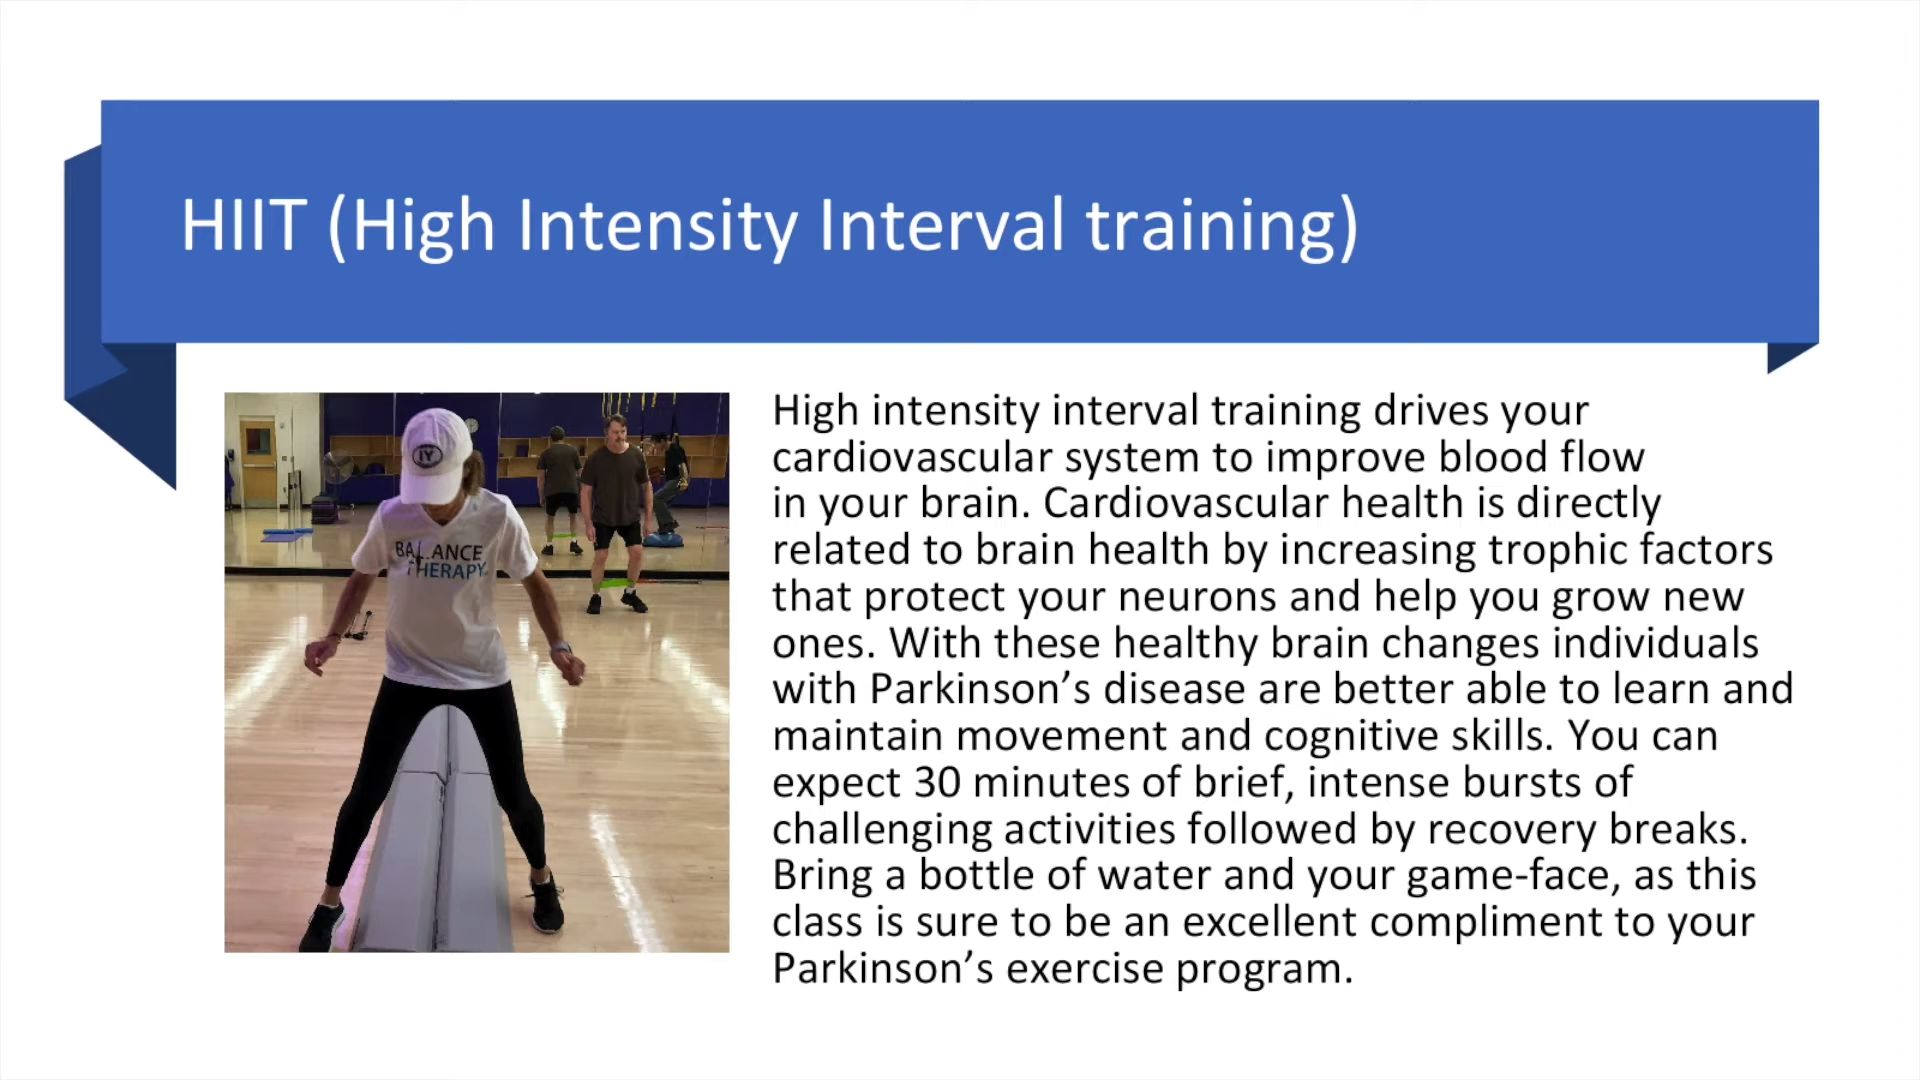 HIIT (High Intensity Interval training)
IY
BALANCE
THERAPY
High intensity interval training drives your
cardiovascular system to improve blood flow
in your brain. Cardiovascular health is directly
related to brain health by increasing trophic factors
that protect your neurons and help you grow new
ones. With these healthy brain changes individuals
with Parkinson’s disease are better able to learn and
maintain movement and cognitive skills. You can
expect 30 minutes of brief, intense bursts of
challenging activities followed by recovery breaks.
Bring a bottle of water and your game-face, as this
class is sure to be an excellent compliment to your
Parkinson’s exercise program.